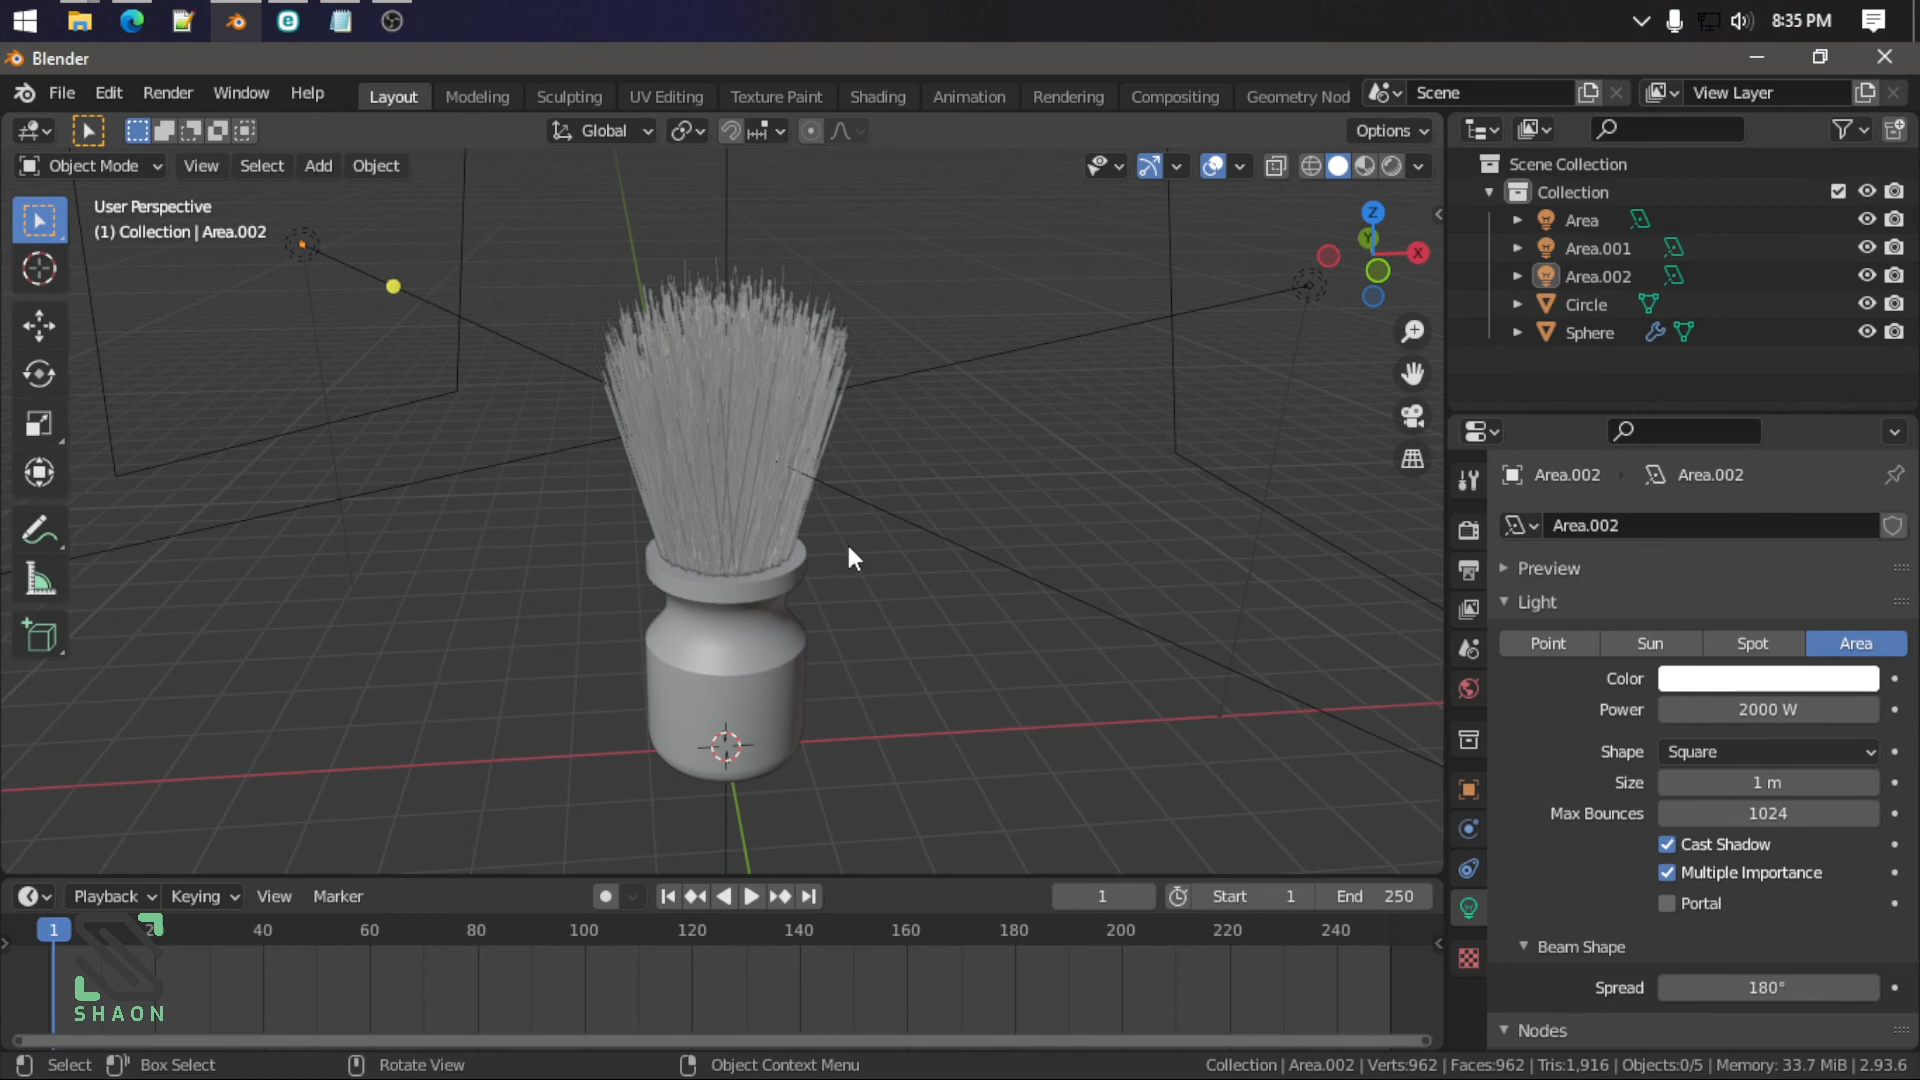 8:35 PM
Blender
File Edit Render Window Help Layout Modeling Sculpting UV Editing Texture Paint Shading Animation Rendering Compositing Geometry Nod Scene View Layer
Global Options
Object Mode View Select Add Object
User Perspective
(1) Collection | Area.002
Z
Y
X
Scene Collection
Collection
Area
Area.001
Area.002
Circle
Sphere
Area.002 Area.002
Area.002
Preview
Light
Point Sun Spot Area
Color
Power 2000 W
Shape Square
Size 1 m
Max Bounces 1024
Cast Shadow
Multiple Importance
Portal
Beam Shape
Spread 180°
Nodes
Playback Keying View Marker 1 Start 1 End 250
1 20 40 60 80 100 120 140 160 180 200 220 240
SHAON
Select Box Select Rotate View Object Context Menu Collection | Area.002 | Verts:962 | Faces:962 | Tris:1,916 | Objects:0/5 | Memory: 33.7 MiB | 2.93.6